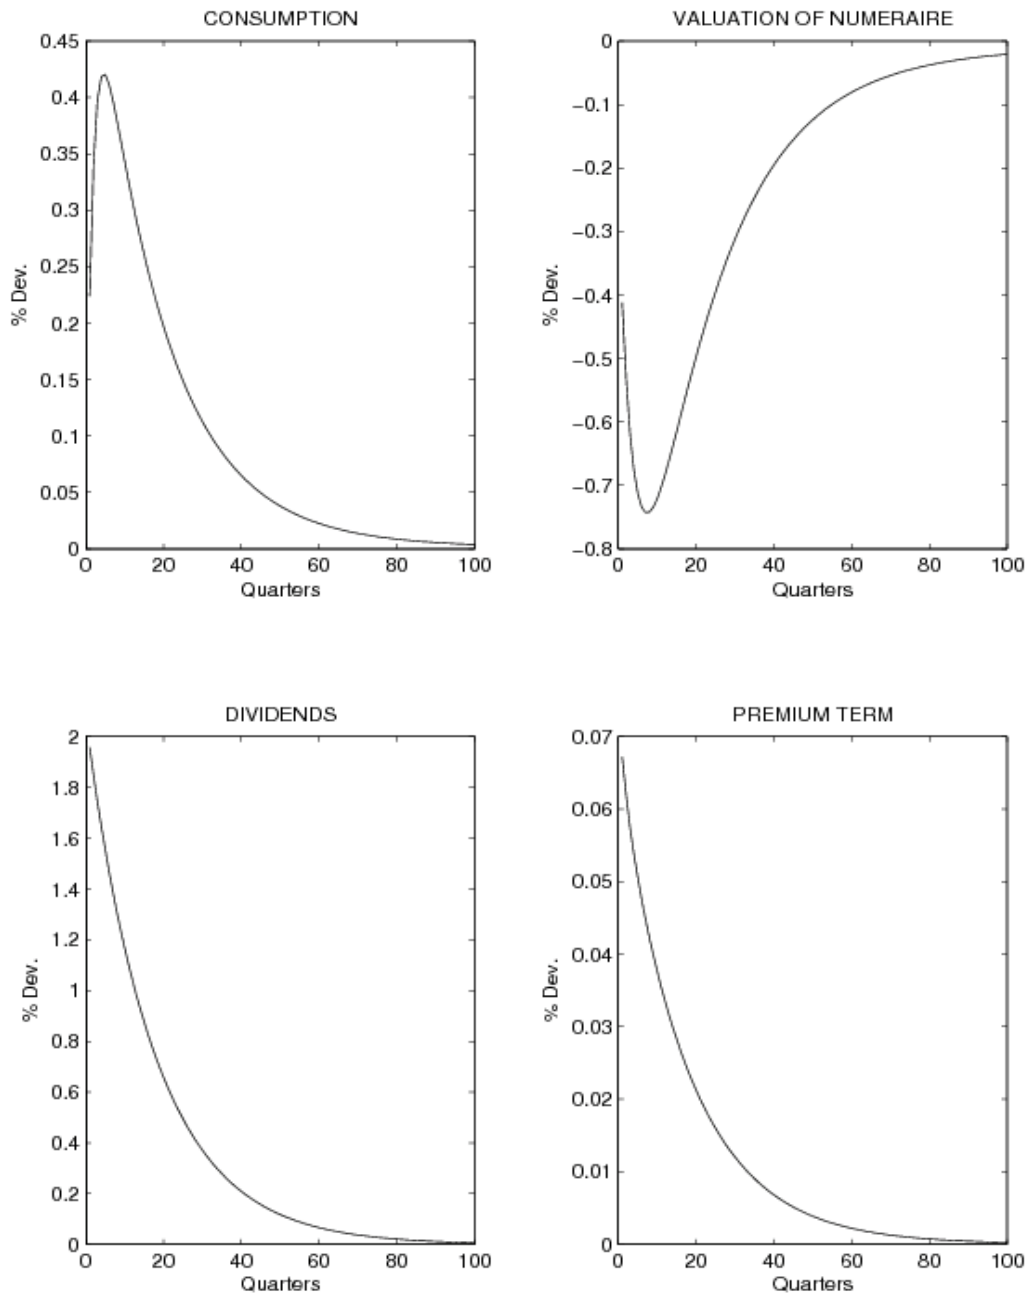 CONSUMPTION
% Dev.
0.45
0.4
0.35
0.3
0.25
0.2
0.15
0.1
0.05
0
0 20 40 60 80 100
Quarters
VALUATION OF NUMERAIRE
% Dev.
0
−0.1
−0.2
−0.3
−0.4
−0.5
−0.6
−0.7
−0.8
0 20 40 60 80 100
Quarters
DIVIDENDS
% Dev.
2
1.8
1.6
1.4
1.2
1
0.8
0.6
0.4
0.2
0
0 20 40 60 80 100
Quarters
PREMIUM TERM
% Dev.
0.07
0.06
0.05
0.04
0.03
0.02
0.01
0
0 20 40 60 80 100
Quarters